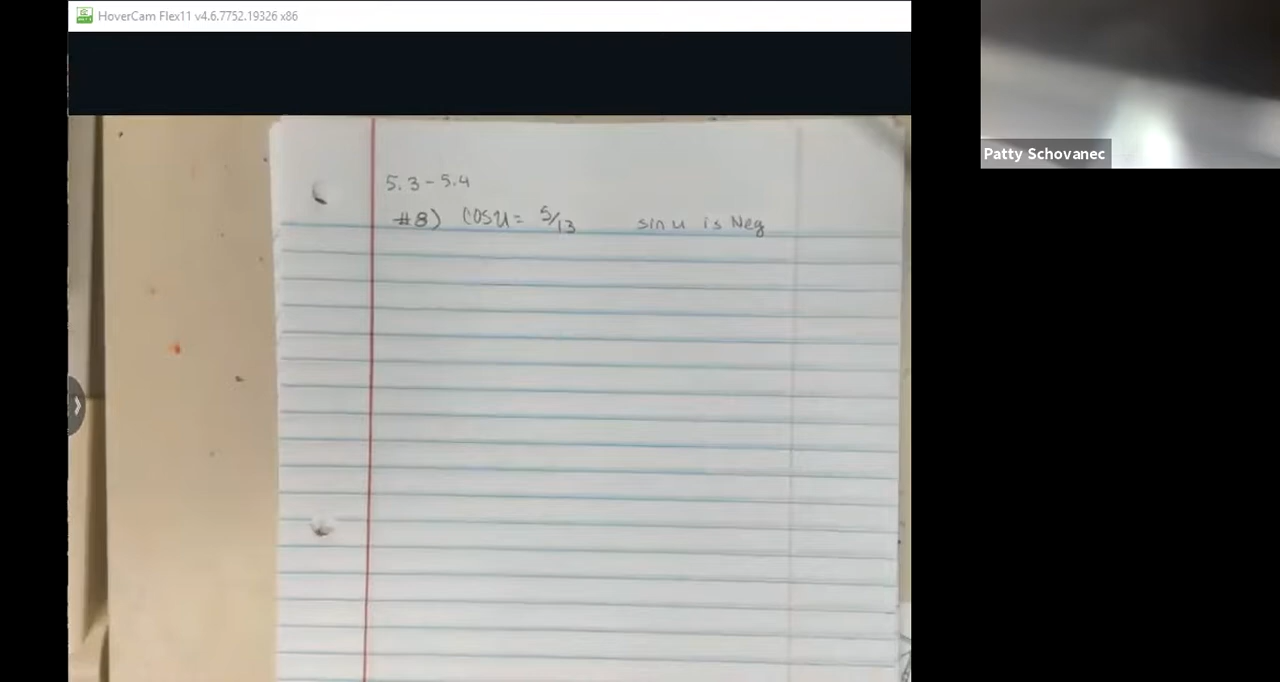 HoverCam Flex11 v4.6.7752.19326 x86
Patty Schovanec
5.3-5.4
#8) cos u = 5/13 sin u is Neg